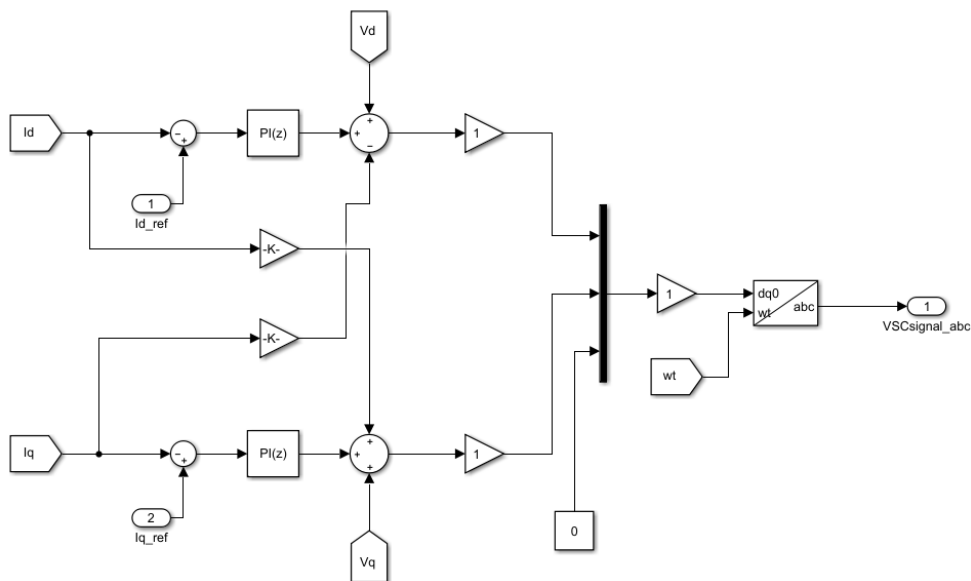 Vd
+
Id
−
+
PI(z)
+
−
1
1
Id_ref
-K-
1
dq0
wt
abc
1
VSCsignal_abc
-K-
wt
+
Iq
−
+
PI(z)
+
+
1
2
Iq_ref
0
Vq